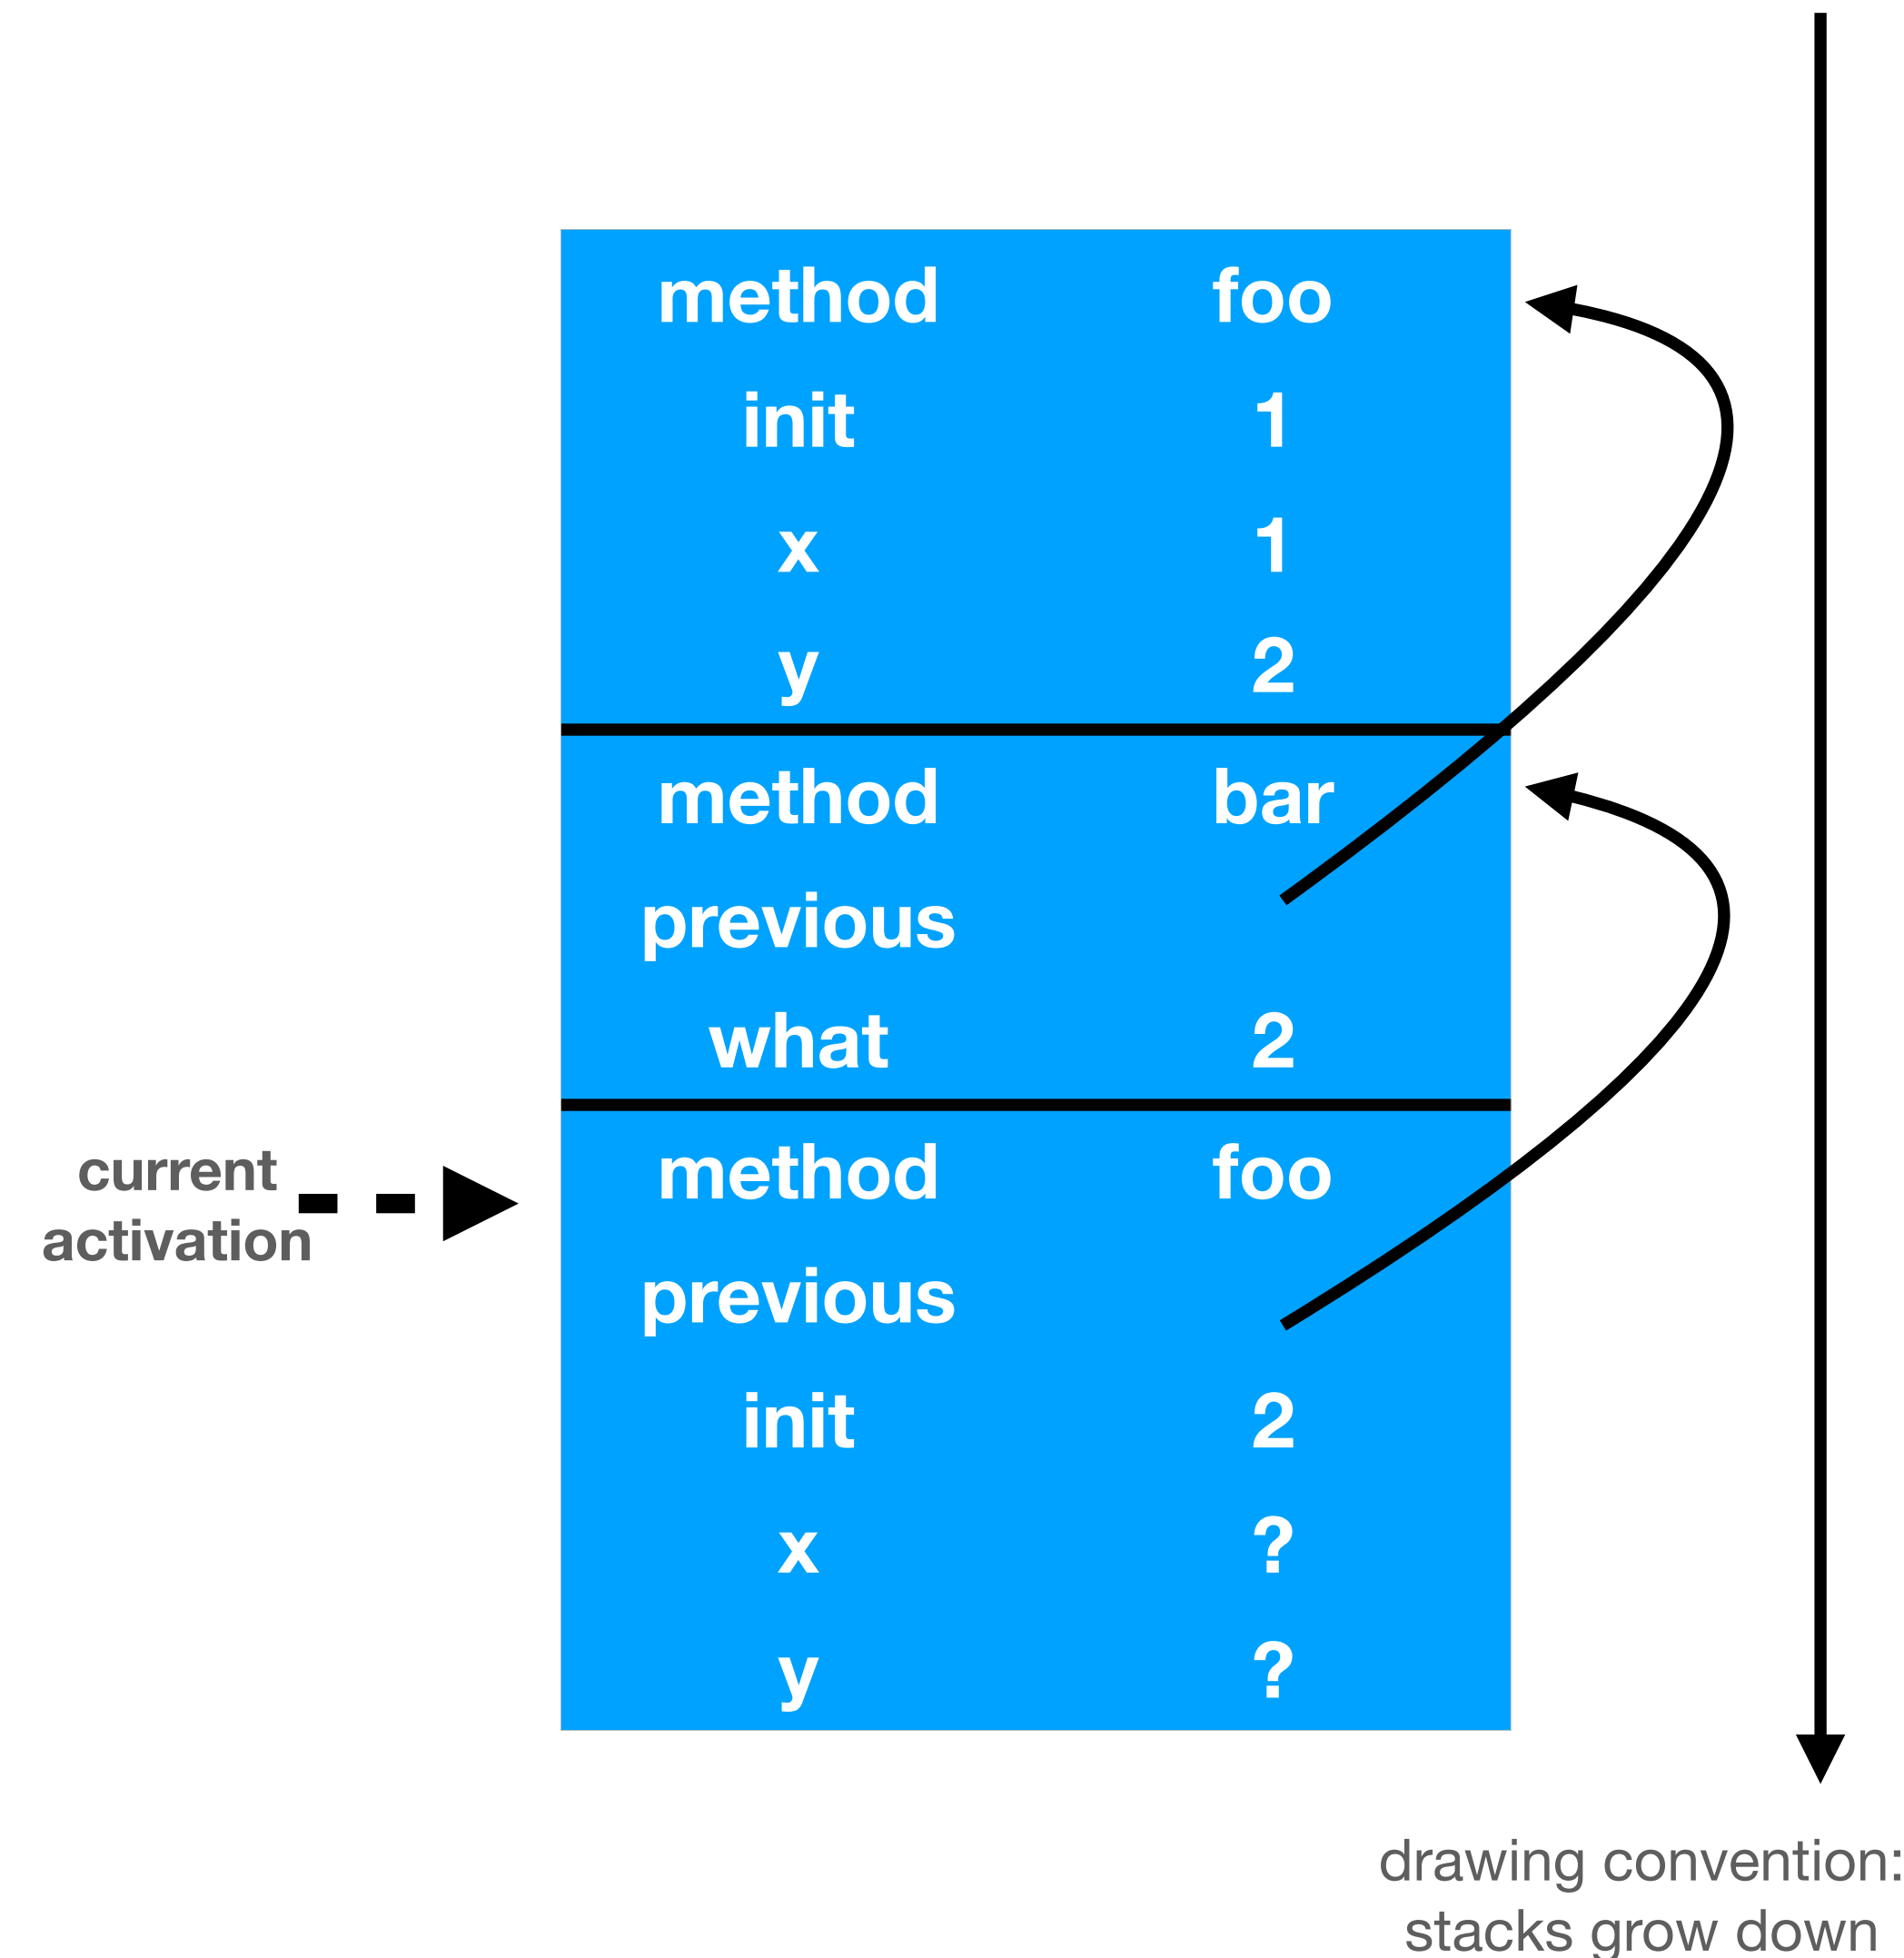 method foo
init 1
x 1
y 2
method bar
previous
what 2
current
activation
method foo
previous
init 2
x ?
y ?
drawing convention:
stacks grow down